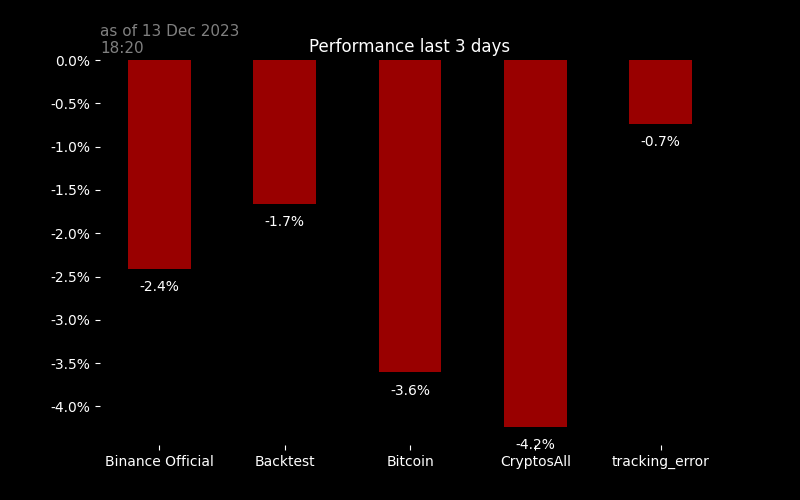 as of 13 Dec 2023
18:20
Performance last 3 days
0.0%
-0.5%
-1.0%
-1.5%
-2.0%
-2.5%
-3.0%
-3.5%
-4.0%
-2.4%
-1.7%
-3.6%
-4.2%
-0.7%
Binance Official
Backtest
Bitcoin
CryptosAll
tracking_error